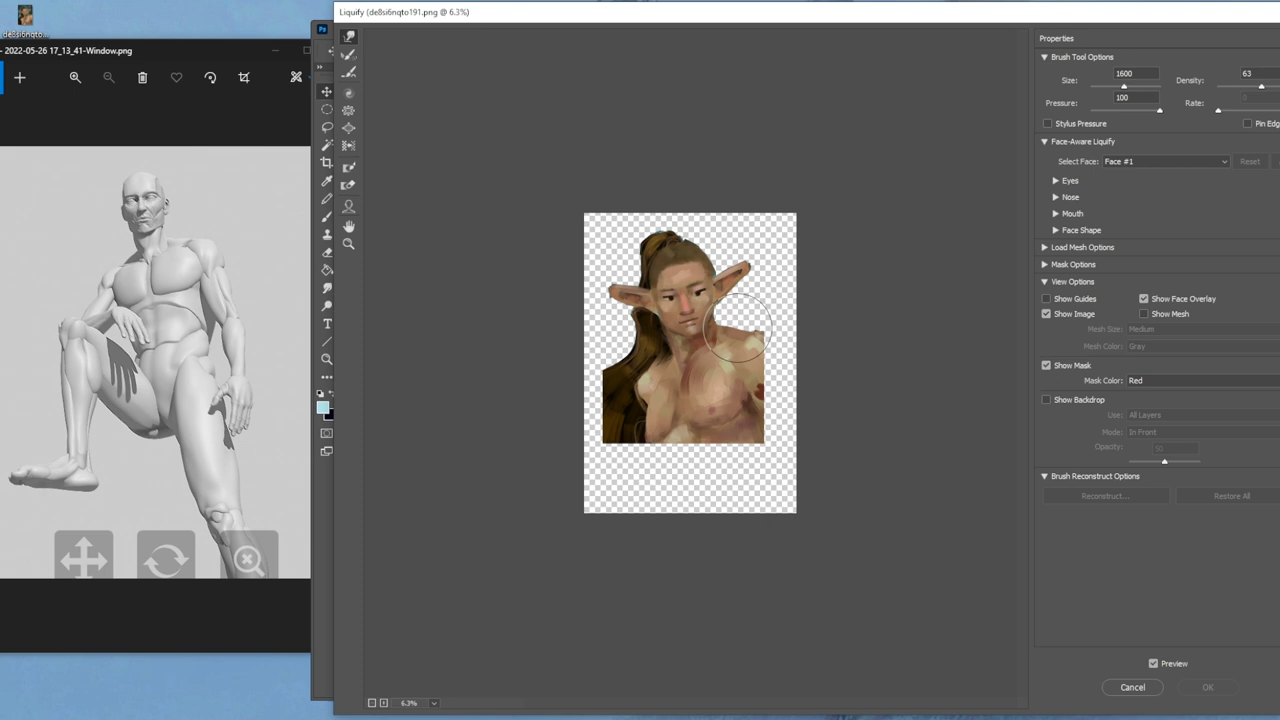 de8si6nqto...
- 2022-05-26 17_13_41-Window.png
Ps
T
Liquify (de8si6nqto191.png @ 6.3%)
Properties
Brush Tool Options
Size: 1600 Density: 63
Pressure: 100 Rate: 0
Stylus Pressure Pin Edg
Face-Aware Liquify
Select Face: Face #1 Reset
Eyes
Nose
Mouth
Face Shape
Load Mesh Options
Mask Options
View Options
Show Guides Show Face Overlay
Show Image Show Mesh
Mesh Size: Medium
Mesh Color: Gray
Show Mask
Mask Color: Red
Show Backdrop
Use: All Layers
Mode: In Front
Opacity: 50
Brush Reconstruct Options
Reconstruct... Restore All
Preview
Cancel OK
6.3%